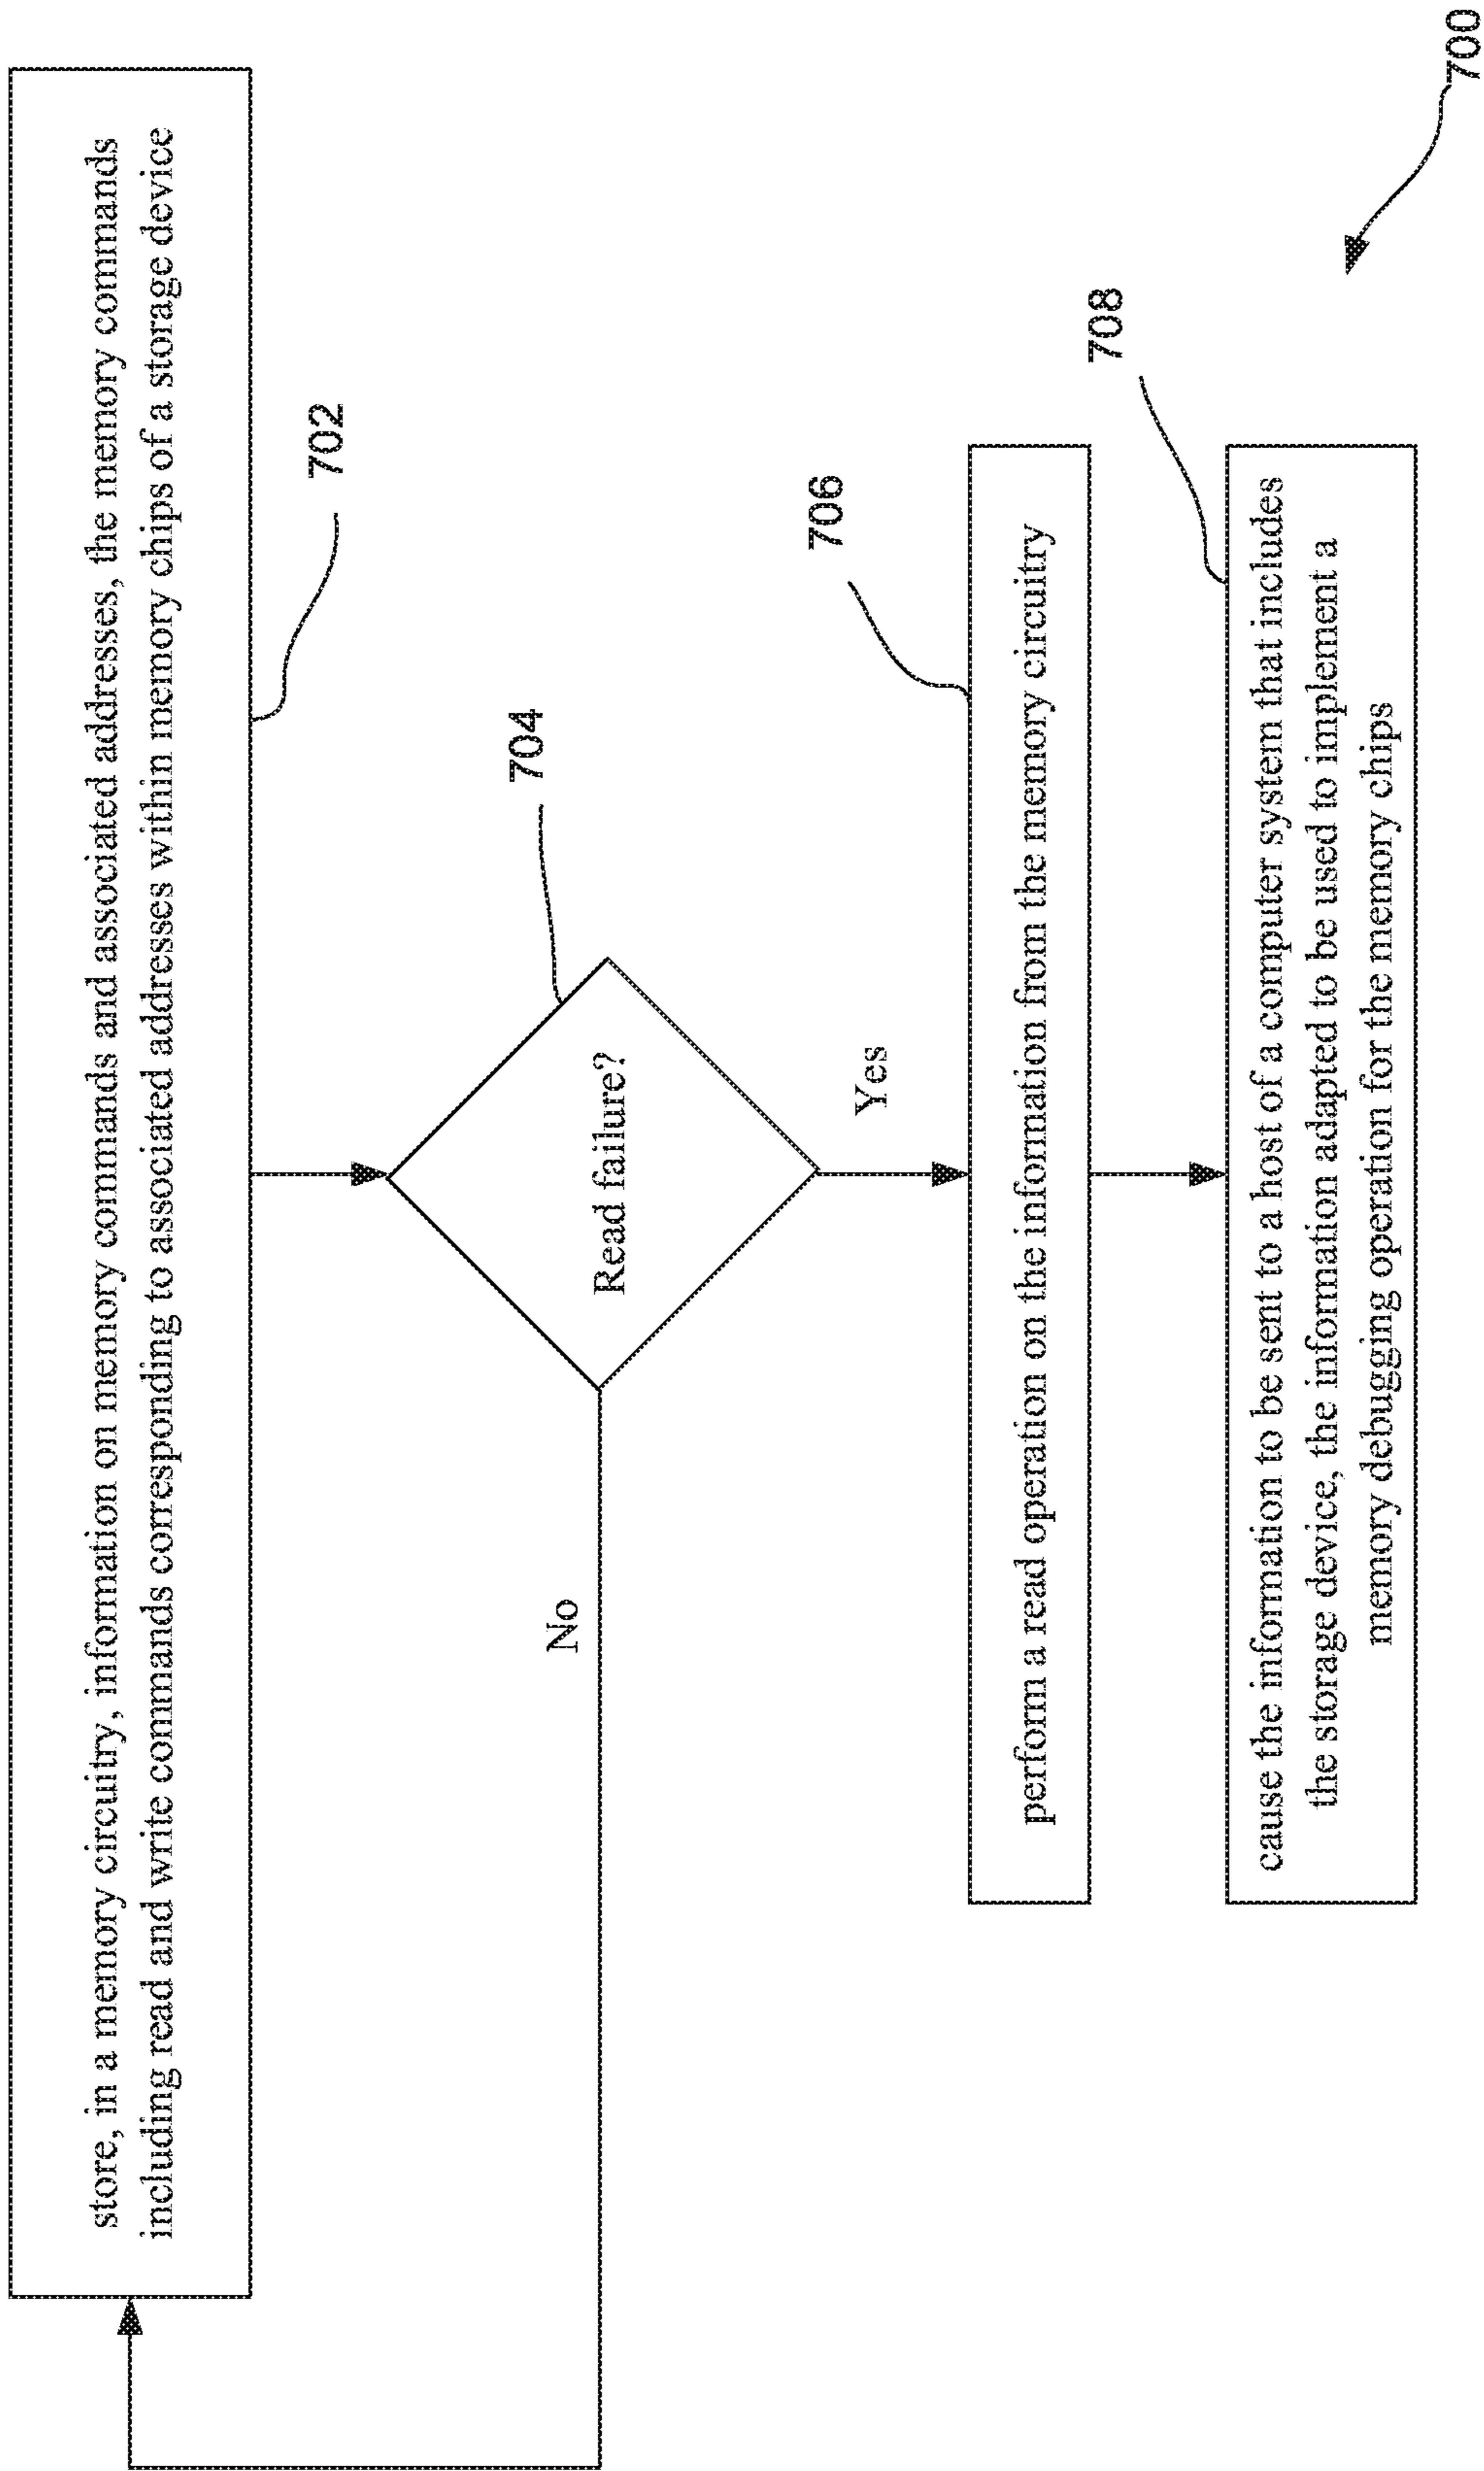 store, in a memory circuitry, information on memory commands and associated addresses, the memory commands
including read and write commands corresponding to associated addresses within memory chips of a storage device
702
704
Read failure?
No
Yes
706
perform a read operation on the information from the memory circuitry
708
cause the information to be sent to a host of a computer system that includes
the storage device, the information adapted to be used to implement a
memory debugging operation for the memory chips
700